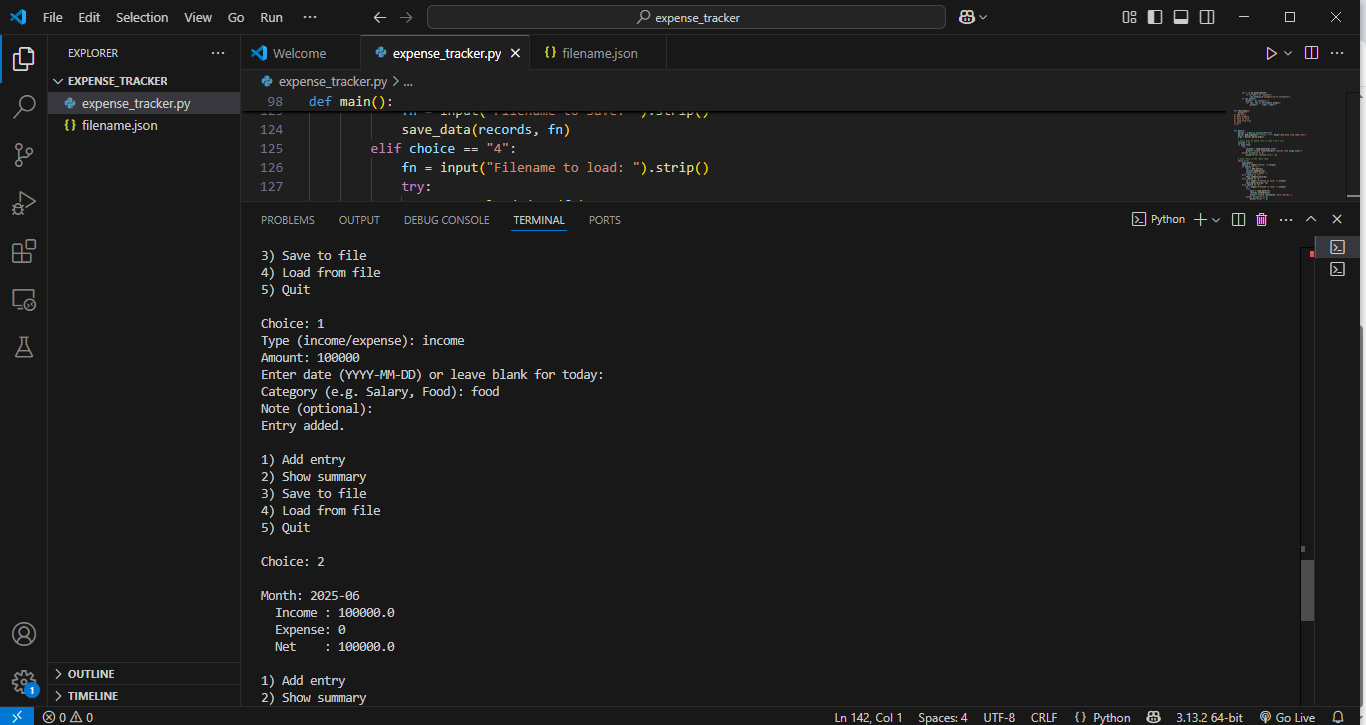 File Edit Selection View Go Run ··· expense_tracker
EXPLORER ···
EXPENSE_TRACKER
expense_tracker.py
{} filename.json
OUTLINE
TIMELINE
Welcome expense_tracker.py {} filename.json
expense_tracker.py > ...
98 def main():
123 fn = input("Filename to save: ").strip()
124 save_data(records, fn)
125 elif choice == "4":
126 fn = input("Filename to load: ").strip()
127 try:
PROBLEMS OUTPUT DEBUG CONSOLE TERMINAL PORTS Python
3) Save to file
4) Load from file
5) Quit
Choice: 1
Type (income/expense): income
Amount: 100000
Enter date (YYYY-MM-DD) or leave blank for today:
Category (e.g. Salary, Food): food
Note (optional):
Entry added.
1) Add entry
2) Show summary
3) Save to file
4) Load from file
5) Quit
Choice: 2
Month: 2025-06
Income : 100000.0
Expense: 0
Net : 100000.0
1) Add entry
2) Show summary
1
0 0 Ln 142, Col 1 Spaces: 4 UTF-8 CRLF {} Python 3.13.2 64-bit Go Live